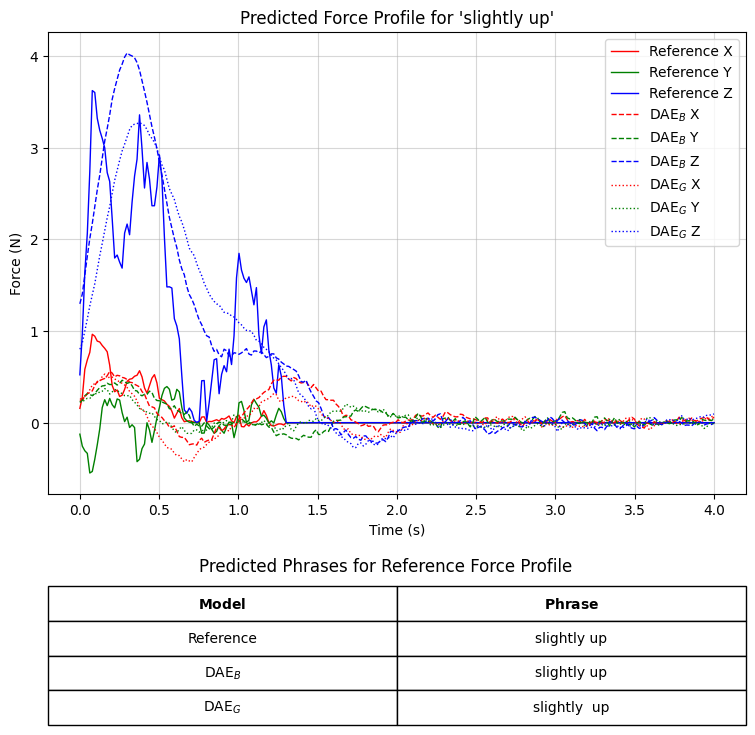 Predicted Force Profile for 'slightly up'
Force (N)
4
3
2
1
0
Reference X
Reference Y
Reference Z
DAE_B X
DAE_B Y
DAE_B Z
DAE_G X
DAE_G Y
DAE_G Z
0.0 0.5 1.0 1.5 2.0 2.5 3.0 3.5 4.0
Time (s)
Predicted Phrases for Reference Force Profile
Model Phrase
Reference slightly up
DAE_B slightly up
DAE_G slightly  up